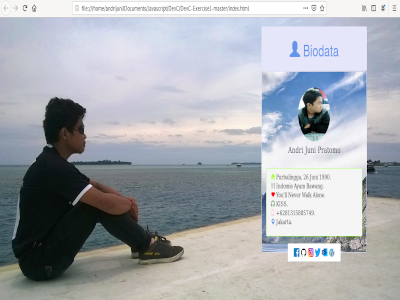 file:///home/andrijuni/Documents/Javascript/DevC/DevC-Exercise1-master/index.html
Biodata
Andri Juni Pratomo
Purbalingga, 26 Juni 1990.
Indomie Ayam Bawang.
You'll Never Walk Alone.
KISS.
+6281315805749.
Jakarta.